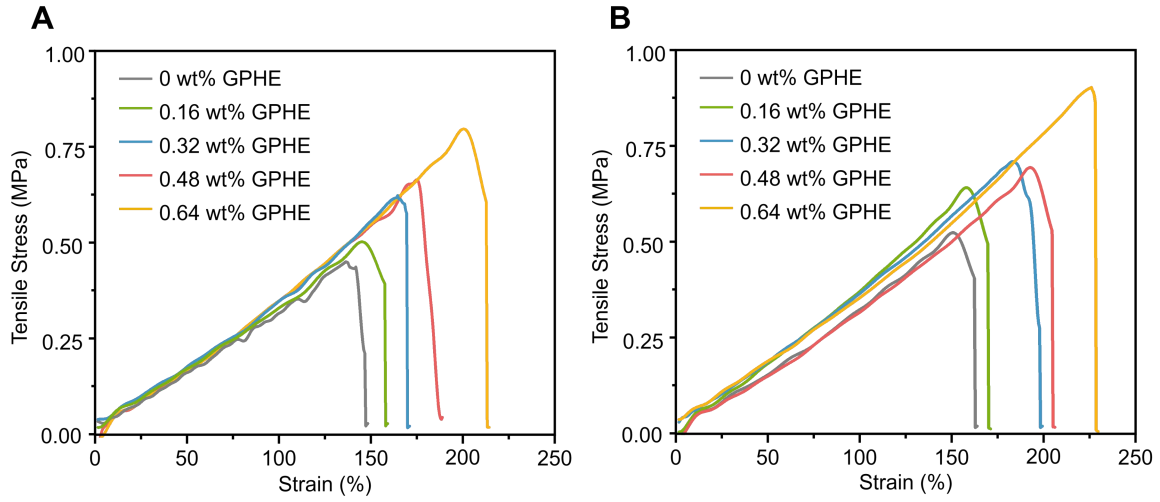 A
1.00
0.75
0.50
0.25
0.00
Tensile Stress (MPa)
0 wt% GPHE
0.16 wt% GPHE
0.32 wt% GPHE
0.48 wt% GPHE
0.64 wt% GPHE
0 50 100 150 200 250
Strain (%)
B
1.00
0.75
0.50
0.25
0.00
Tensile Stress (MPa)
0 wt% GPHE
0.16 wt% GPHE
0.32 wt% GPHE
0.48 wt% GPHE
0.64 wt% GPHE
0 50 100 150 200 250
Strain (%)